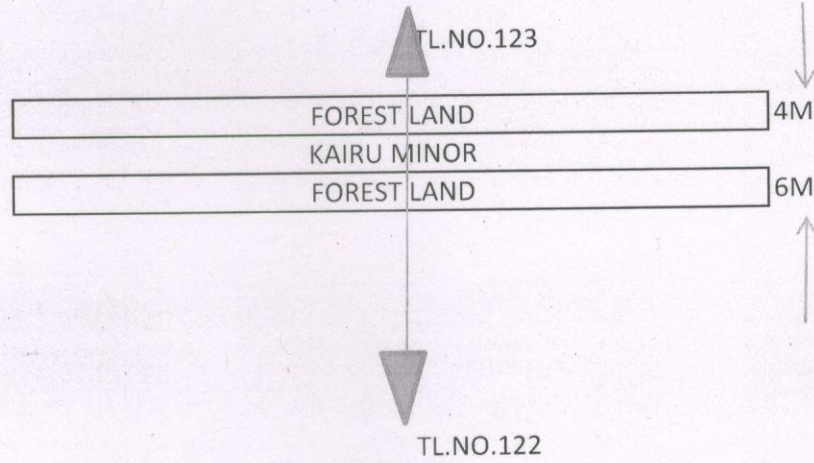 TL.NO.123
FOREST LAND
4M
KAIRU MINOR
FOREST LAND
6M
TL.NO.122